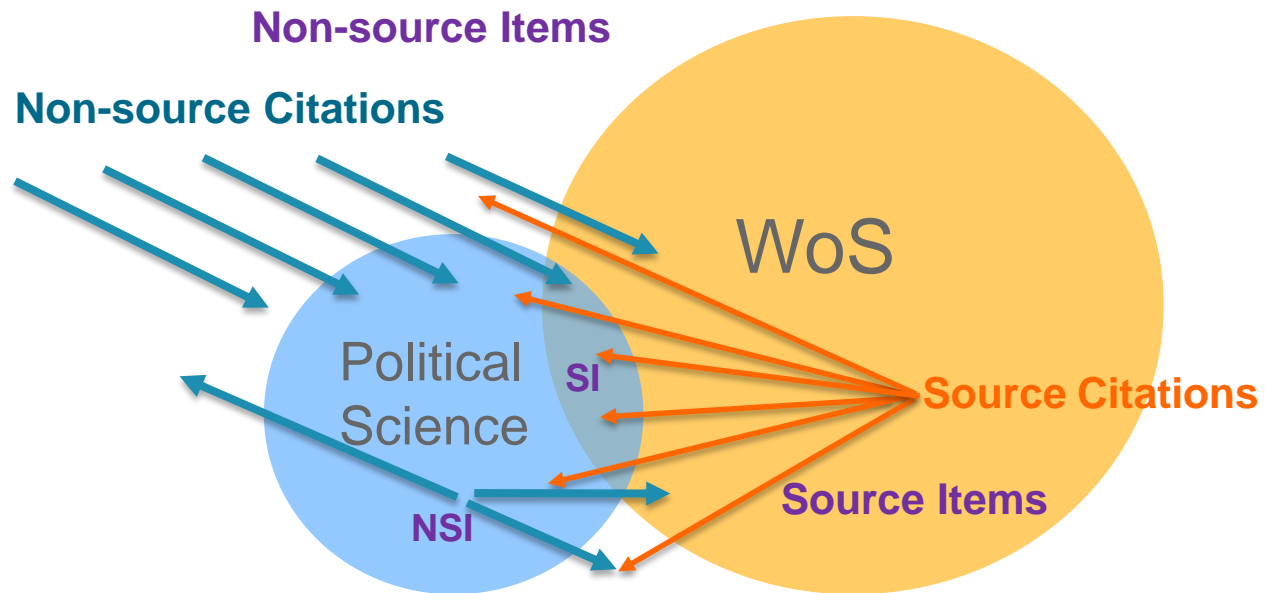 Non-source Items
Non-source Citations
WoS
Political
Science
SI
Source Citations
Source Items
NSI